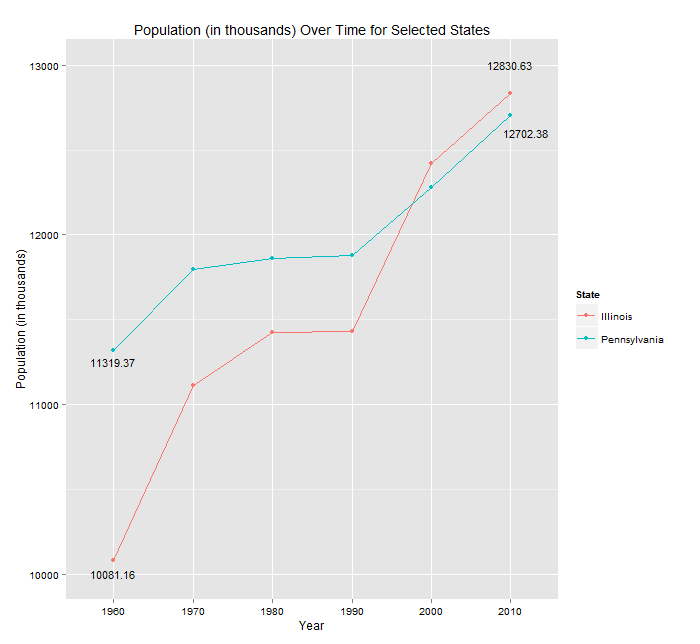 Population (in thousands) Over Time for Selected States
13000
12000
11000
10000
Population (in thousands)
12830.63
12702.38
11319.37
10081.16
1960
1970
1980
1990
2000
2010
Year
State
Illinois
Pennsylvania